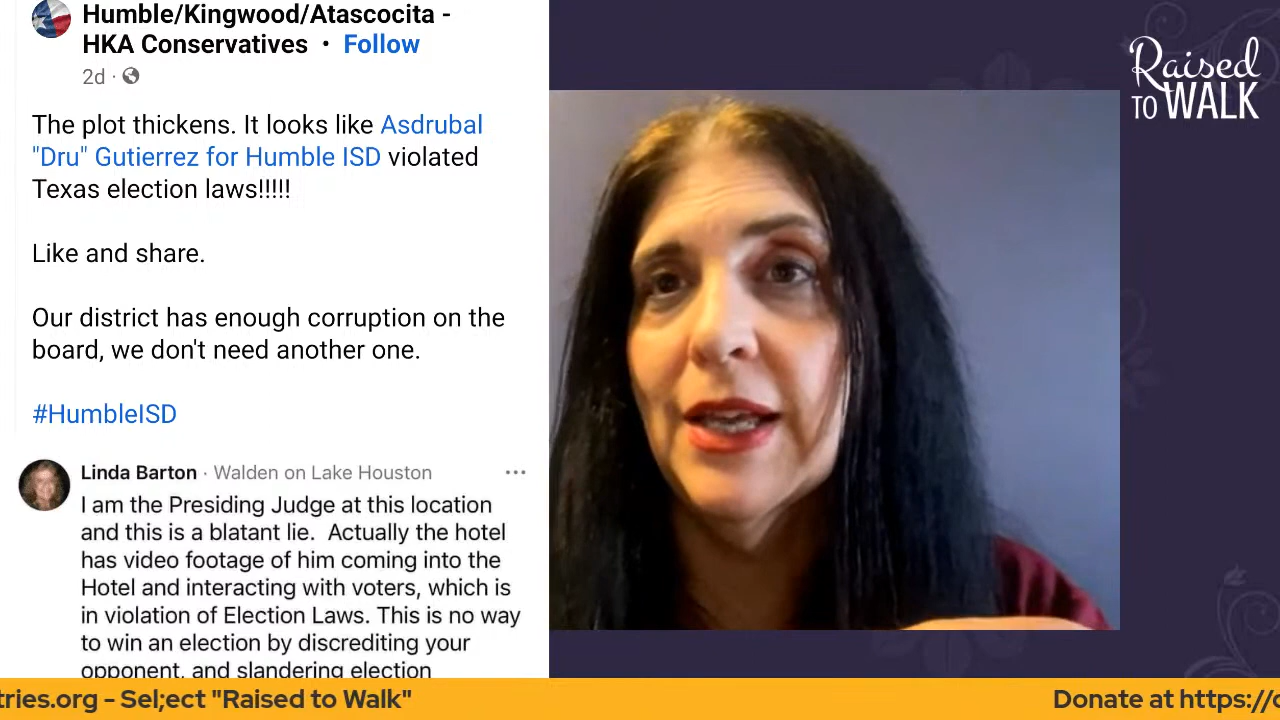 Humble/Kingwood/Atascocita -
HKA Conservatives · Follow
2d ·
The plot thickens. It looks like Asdrubal
"Dru" Gutierrez for Humble ISD violated
Texas election laws!!!!!
Like and share.
Our district has enough corruption on the
board, we don't need another one.
#HumbleISD
Linda Barton · Walden on Lake Houston
I am the Presiding Judge at this location
and this is a blatant lie. Actually the hotel
has video footage of him coming into the
Hotel and interacting with voters, which is
in violation of Election Laws. This is no way
to win an election by discrediting your
opponent, and slandering election
Raised
TO WALK
tries.org - Sel;ect "Raised to Walk"
Donate at https://